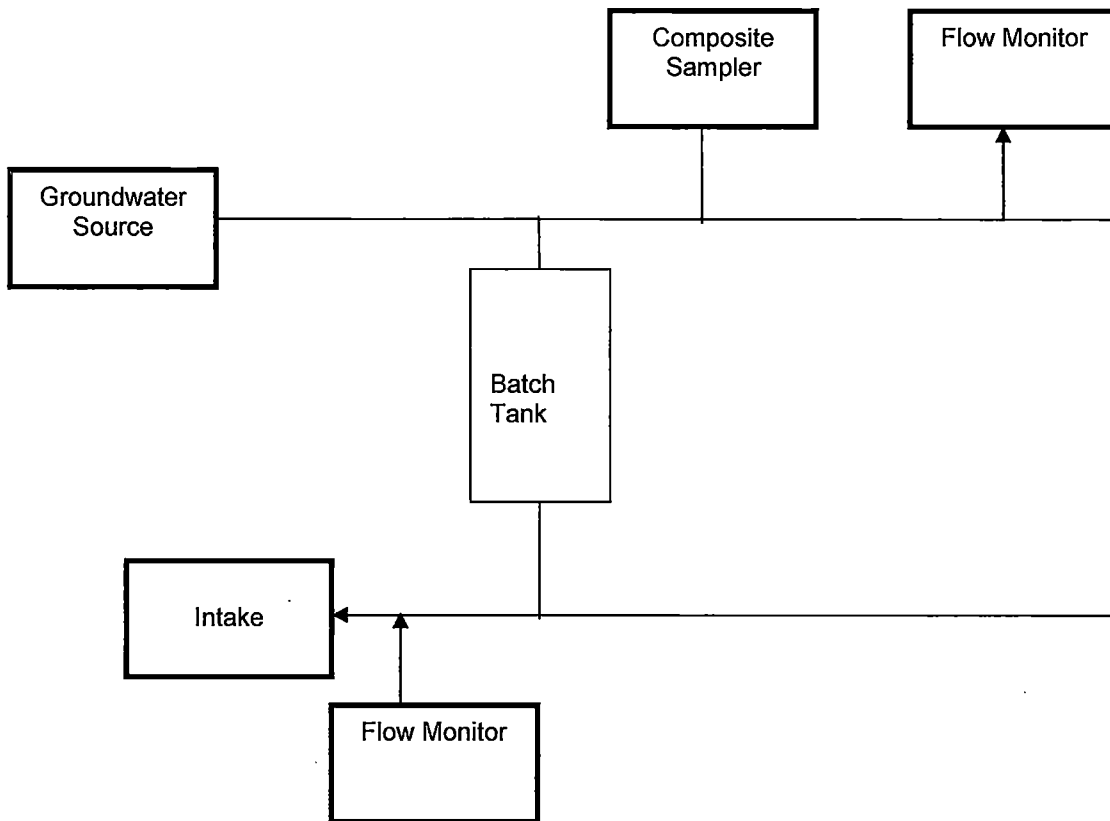 Composite
Sampler
Flow Monitor
Groundwater
Source
Batch
Tank
Intake
Flow Monitor